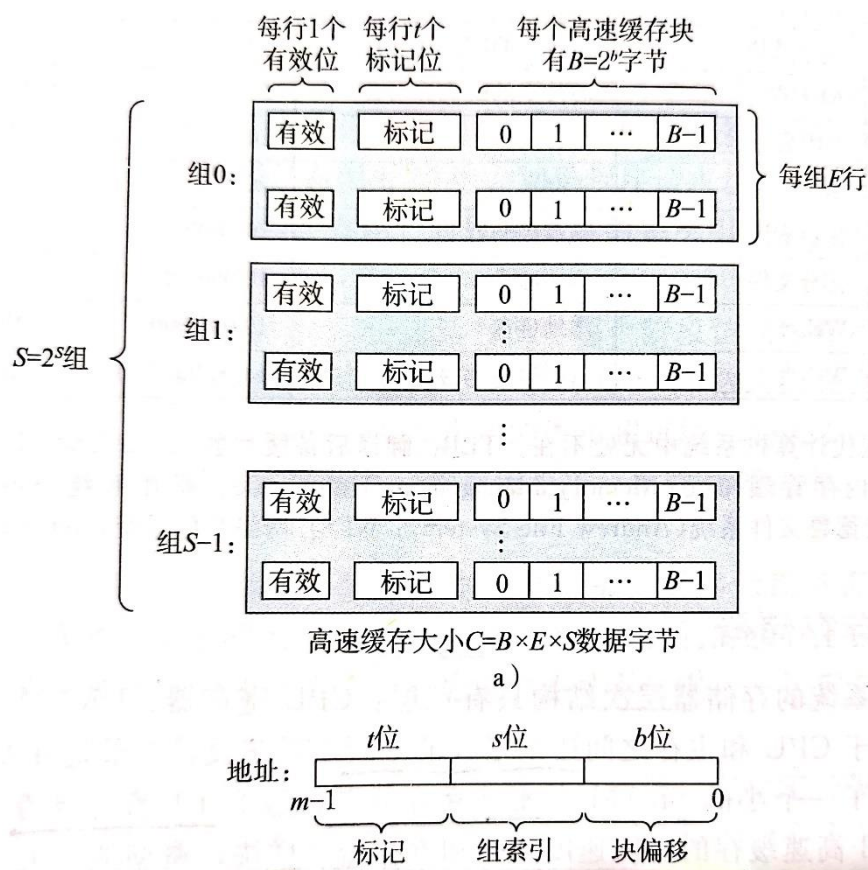 每行1个 每行t个 每个高速缓存块
有效位 标记位 有B=2ᵇ字节
有效 标记 0 1 … B−1
组0： 每组E行
有效 标记 0 1 … B−1
有效 标记 0 1 … B−1
组1： ⋮
有效 标记 0 1 … B−1
S=2ˢ组
⋮
有效 标记 0 1 … B−1
组S−1： ⋮
有效 标记 0 1 … B−1
高速缓存大小C=B×E×S数据字节
a）
t位 s位 b位
地址：
m−1 0
标记 组索引 块偏移